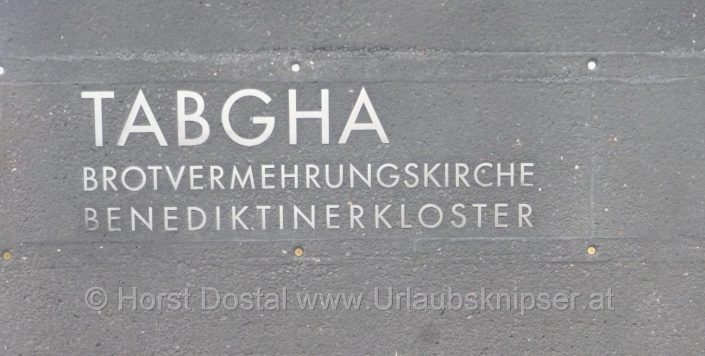 TABGHA
BROTVERMEHRUNGSKIRCHE
BENEDIKTINERKLOSTER
© Horst Dostal www.Urlaubsknipser.at